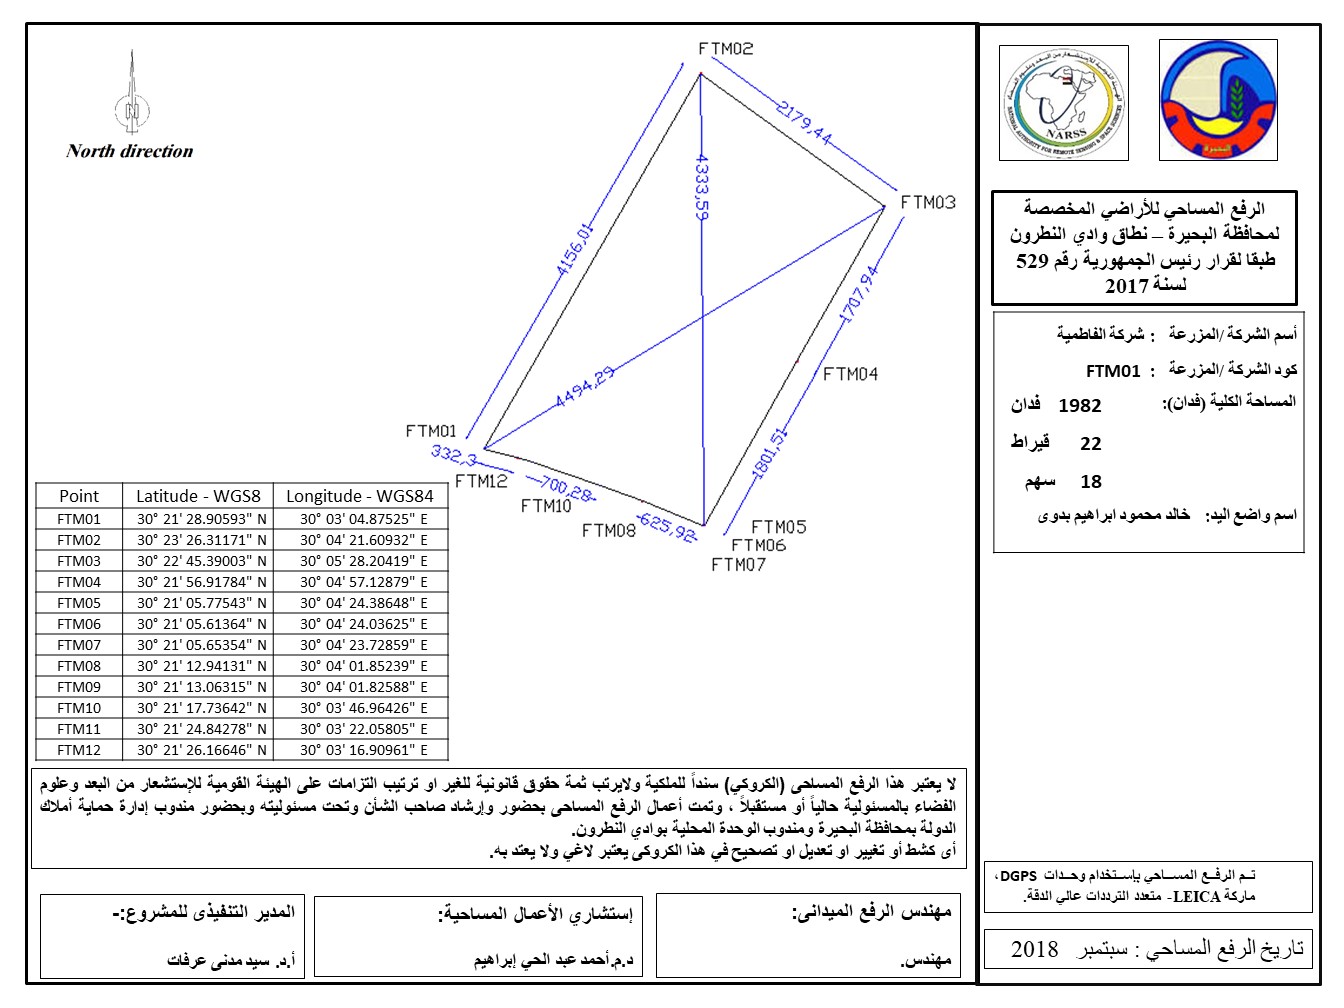 North direction
FTM02
2179,44
FTM03
4333,59
4156,01
1707,94
4494,29
FTM04
1801,51
FTM01
332,3
FTM12
700,28
FTM10
FTM08
625,92
FTM05
FTM06
FTM07
Point Latitude - WGS8 Longitude - WGS84
FTM01 30° 21' 28.90593" N 30° 03' 04.87525" E
FTM02 30° 23' 26.31171" N 30° 04' 21.60932" E
FTM03 30° 22' 45.39003" N 30° 05' 28.20419" E
FTM04 30° 21' 56.91784" N 30° 04' 57.12879" E
FTM05 30° 21' 05.77543" N 30° 04' 24.38648" E
FTM06 30° 21' 05.61364" N 30° 04' 24.03625" E
FTM07 30° 21' 05.65354" N 30° 04' 23.72859" E
FTM08 30° 21' 12.94131" N 30° 04' 01.85239" E
FTM09 30° 21' 13.06315" N 30° 04' 01.82588" E
FTM10 30° 21' 17.73642" N 30° 03' 46.96426" E
FTM11 30° 21' 24.84278" N 30° 03' 22.05805" E
FTM12 30° 21' 26.16646" N 30° 03' 16.90961" E
لا يعتبر هذا الرفع المساحى (الكروكي) سنداً للملكية ولايرتب ثمة حقوق قانونية للغير او ترتيب التزامات على الهيئة القومية للإستشعار من البعد وعلوم
الفضاء بالمسئولية حالياً أو مستقبلاً ، وتمت أعمال الرفع المساحى بحضور وإرشاد صاحب الشأن وتحت مسئوليته وبحضور مندوب إدارة حماية أملاك
الدولة بمحافظة البحيرة ومندوب الوحدة المحلية بوادي النطرون.
أى كشط أو تغيير او تعديل او تصحيح في هذا الكروكى يعتبر لاغي ولا يعتد به.
مهندس الرفع الميدانى:
مهندس.
إستشاري الأعمال المساحية:
د.م.أحمد عبد الحي إبراهيم
المدير التنفيذى للمشروع:-
أ.د. سيد مدنى عرفات
NARSS
NATIONAL AUTHORITY FOR REMOTE SENSING & SPACE SCIENCES
البحيرة
الرفع المساحي للأراضي المخصصة
لمحافظة البحيرة – نطاق وادي النطرون
طبقا لقرار رئيس الجمهورية رقم 529
لسنة 2017
أسم الشركة /المزرعة : شركة الفاطمية
كود الشركة /المزرعة : FTM01
المساحة الكلية (فدان): 1982 فدان
22 قيراط
18 سهم
اسم واضع اليد: خالد محمود ابراهيم بدوى
تـم الرفـع المسـاحي بإستخدام وحـدات DGPS،
ماركة LEICA- متعدد الترددات عالي الدقة.
تاريخ الرفع المساحي : سبتمبر 2018